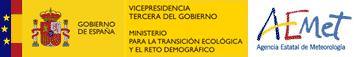 GOBIERNO
DE ESPAÑA
VICEPRESIDENCIA
TERCERA DEL GOBIERNO
MINISTERIO
PARA LA TRANSICIÓN ECOLÓGICA
Y EL RETO DEMOGRÁFICO
AEMet
Agencia Estatal de Meteorología